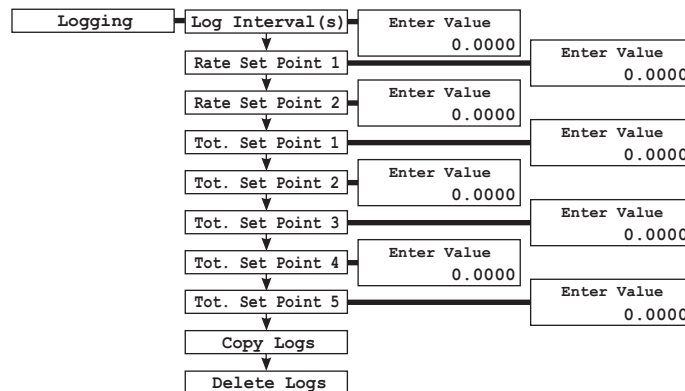 Logging
Log Interval(s)
Enter Value
0.0000
Rate Set Point 1
Enter Value
0.0000
Rate Set Point 2
Enter Value
0.0000
Tot. Set Point 1
Enter Value
0.0000
Tot. Set Point 2
Enter Value
0.0000
Tot. Set Point 3
Enter Value
0.0000
Tot. Set Point 4
Enter Value
0.0000
Tot. Set Point 5
Enter Value
0.0000
Copy Logs
Delete Logs